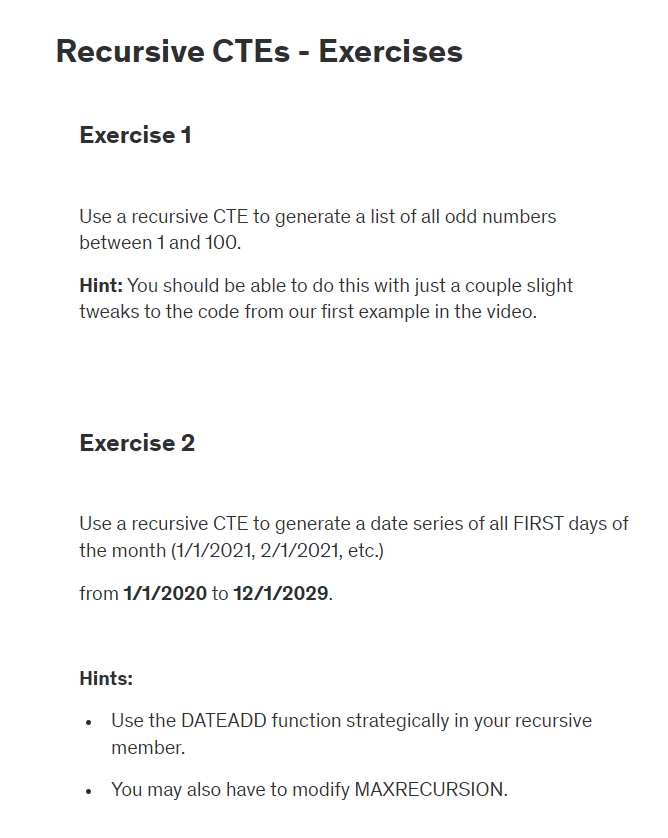 Recursive CTEs - Exercises
Exercise 1
Use a recursive CTE to generate a list of all odd numbers
between 1 and 100.
Hint: You should be able to do this with just a couple slight
tweaks to the code from our first example in the video.
Exercise 2
Use a recursive CTE to generate a date series of all FIRST days of
the month (1/1/2021, 2/1/2021, etc.)
from 1/1/2020 to 12/1/2029.
Hints:
• Use the DATEADD function strategically in your recursive
member.
• You may also have to modify MAXRECURSION.